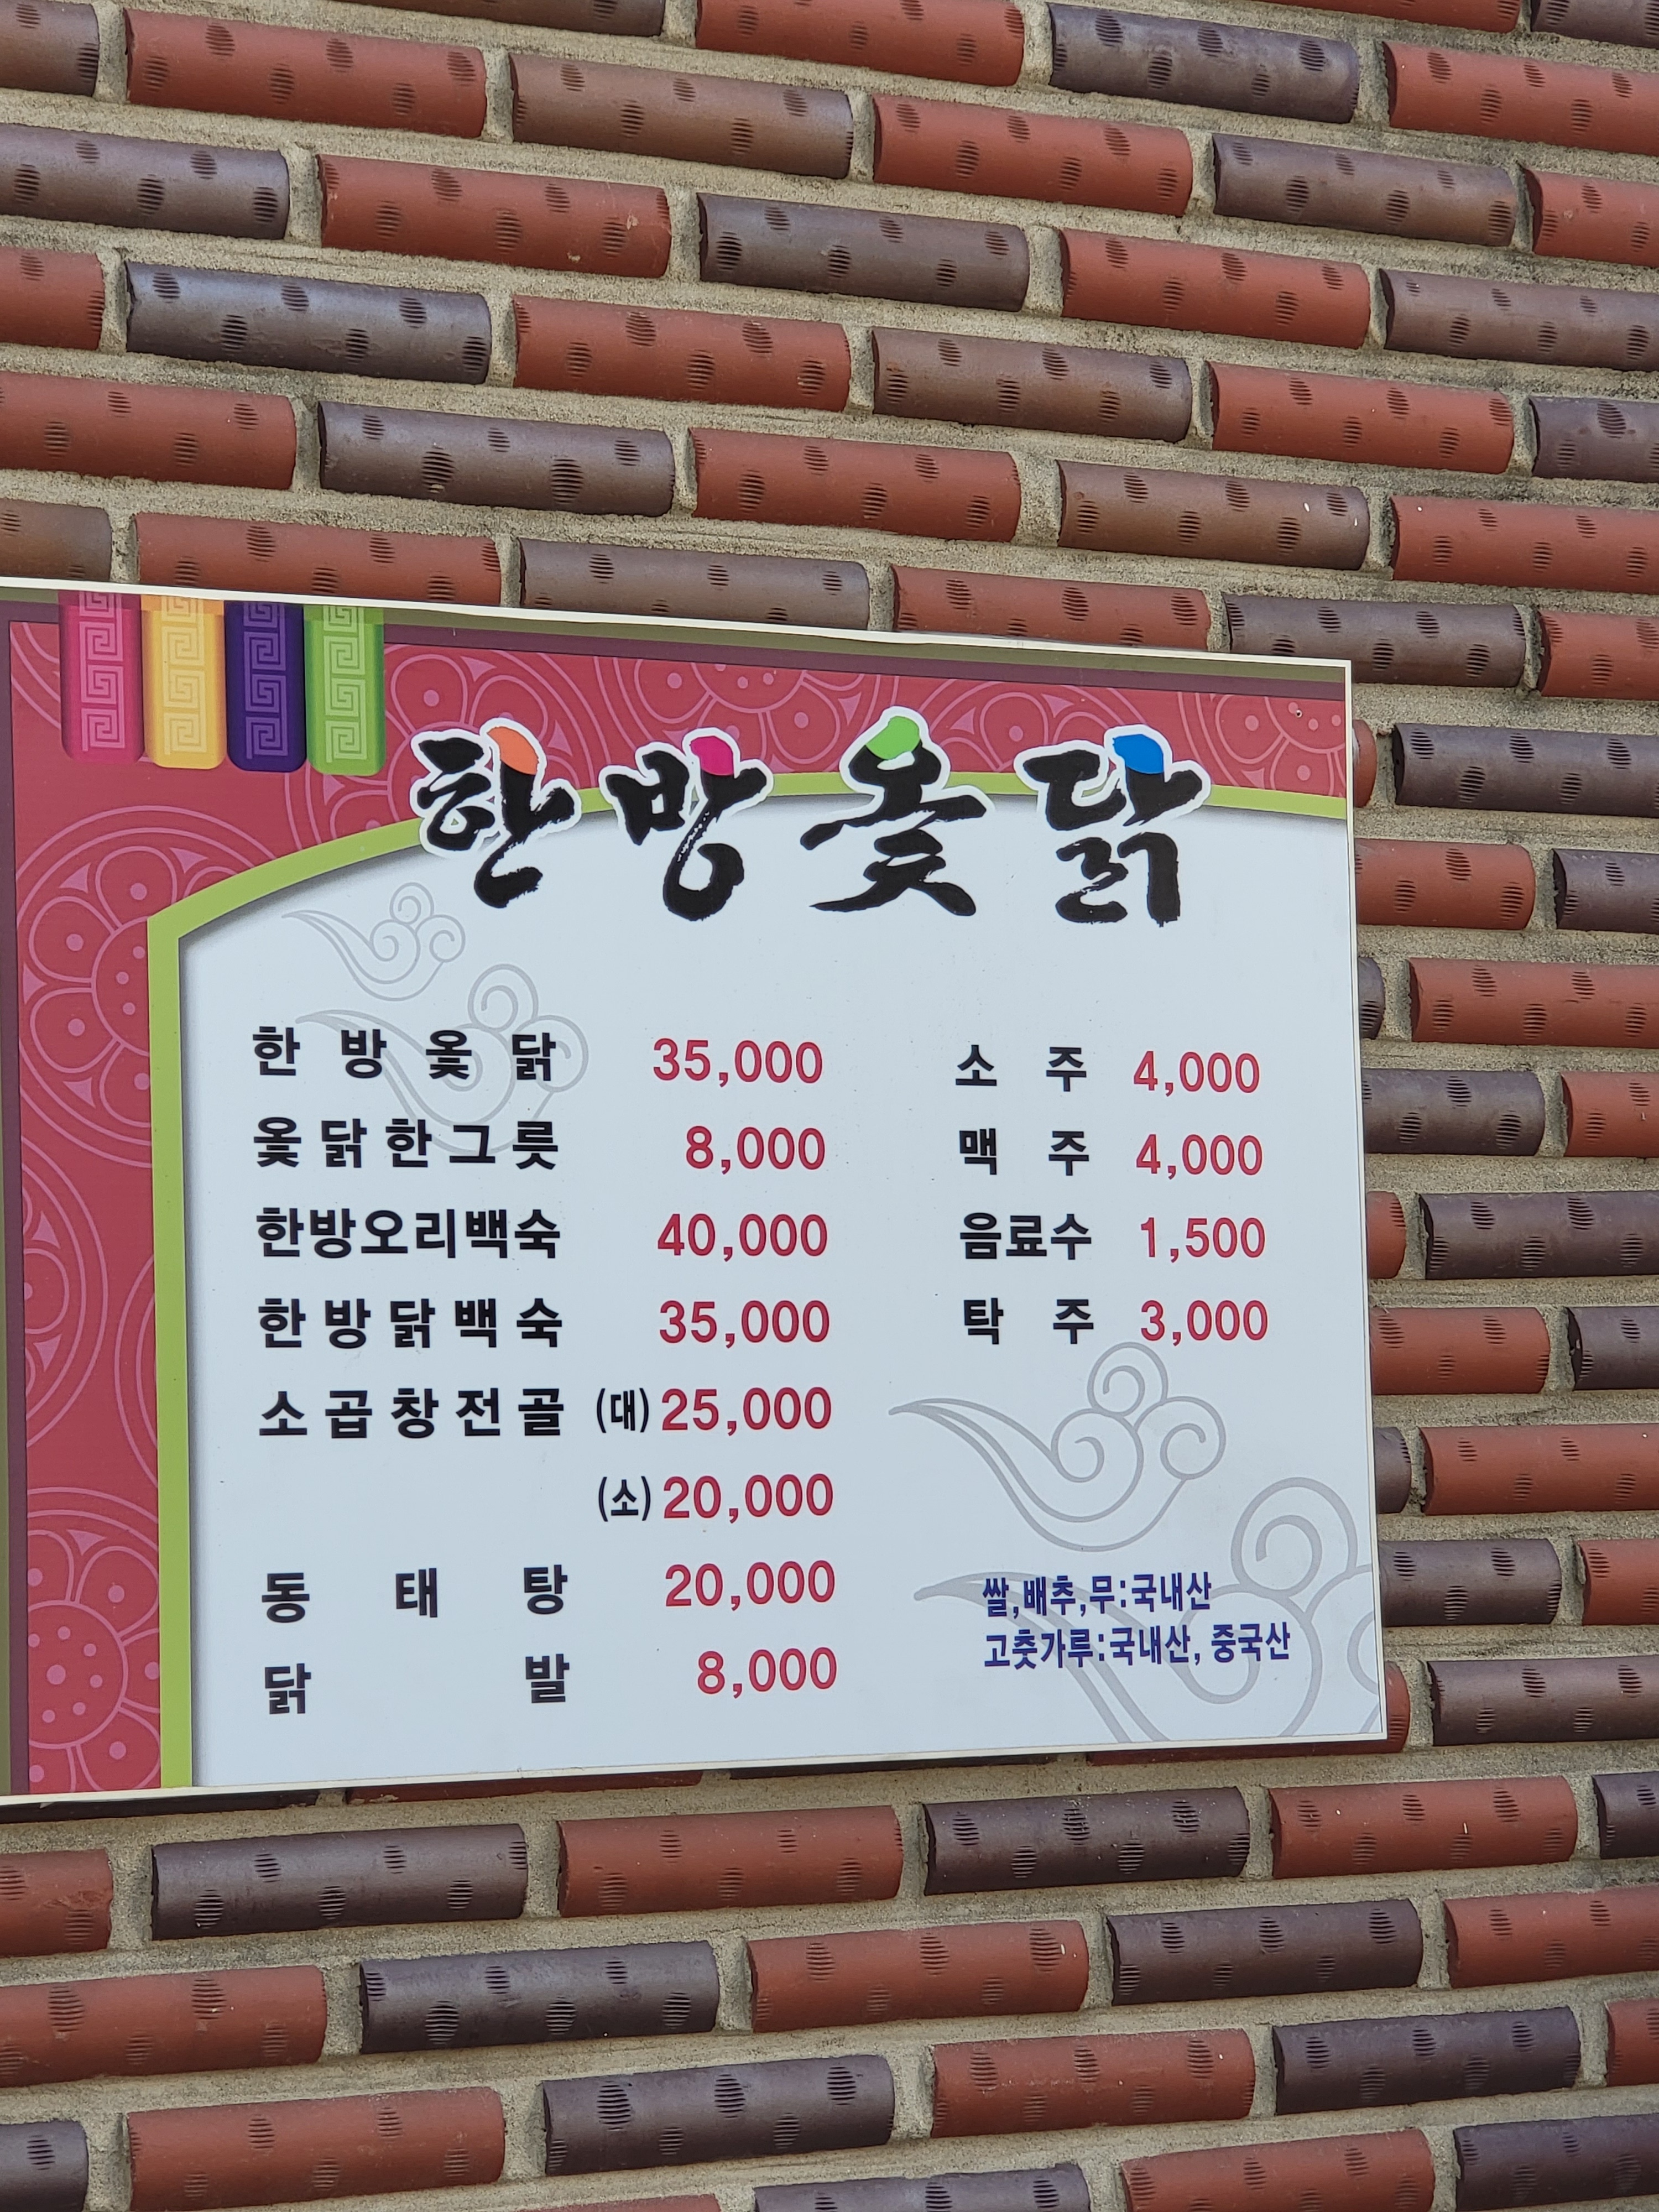 한방옻닭
한방옻닭 35,000
옻닭한그릇 8,000
한방오리백숙 40,000
한방닭백숙 35,000
소곱창전골 (대) 25,000
(소) 20,000
동태탕 20,000
닭발 8,000
소주 4,000
맥주 4,000
음료수 1,500
탁주 3,000
쌀,배추,무:국내산
고춧가루:국내산, 중국산